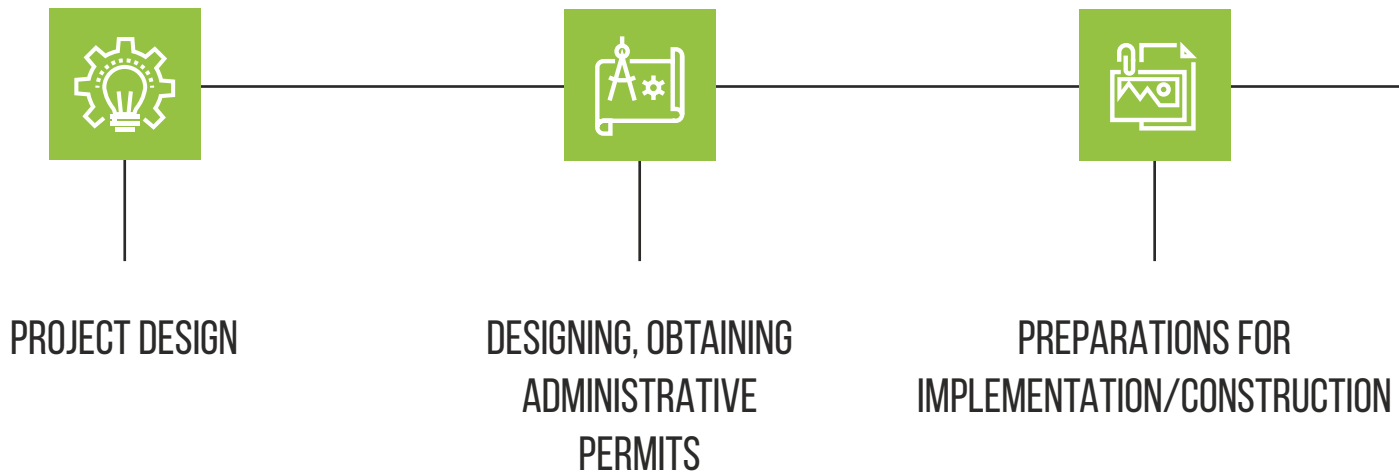 PROJECT DESIGN
DESIGNING, OBTAINING
ADMINISTRATIVE
PERMITS
PREPARATIONS FOR
IMPLEMENTATION/CONSTRUCTION